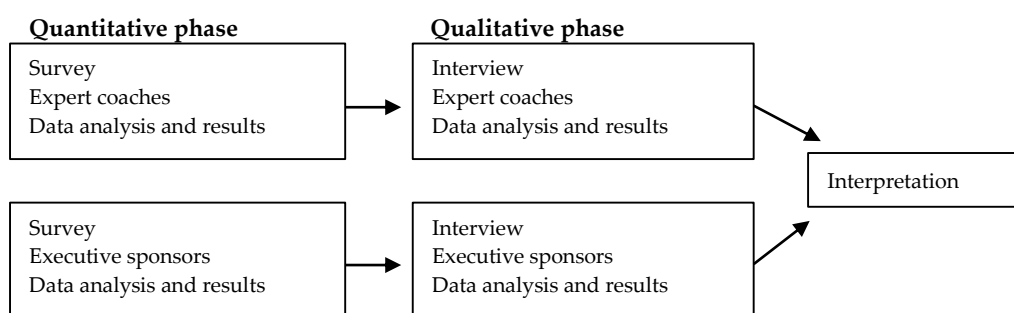 Quantitative phase
Qualitative phase
Survey
Expert coaches
Data analysis and results
Interview
Expert coaches
Data analysis and results
Interpretation
Survey
Executive sponsors
Data analysis and results
Interview
Executive sponsors
Data analysis and results